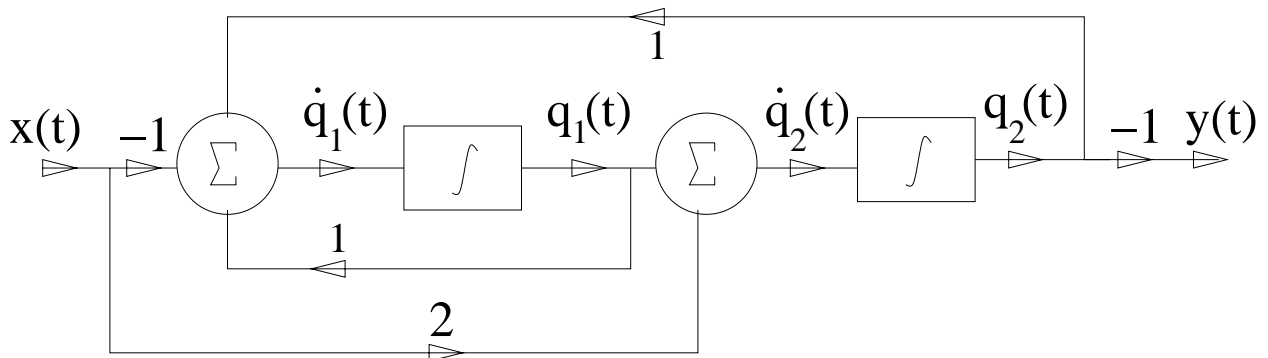 1
x(t)
−1
Σ
q̇₁(t)
∫
q₁(t)
Σ
q̇₂(t)
∫
q₂(t)
−1
y(t)
1
2